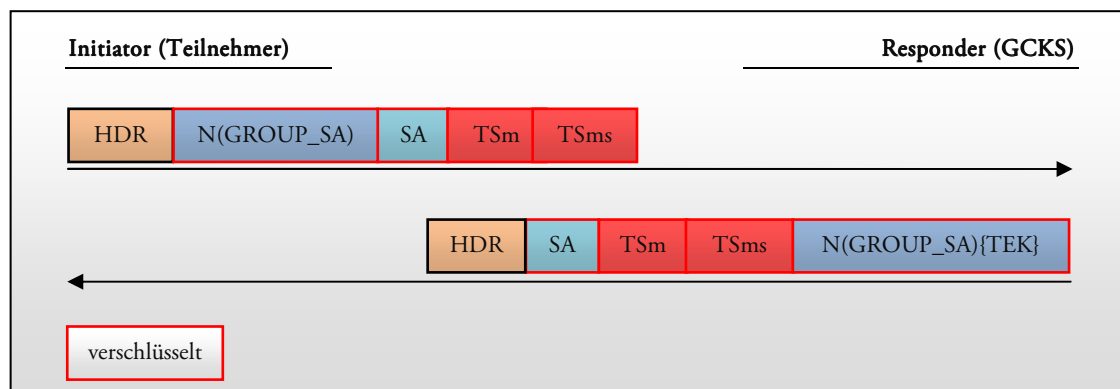 Initiator (Teilnehmer) Responder (GCKS)
HDR N(GROUP_SA) SA TSm TSms
HDR SA TSm TSms N(GROUP_SA){TEK}
verschlüsselt